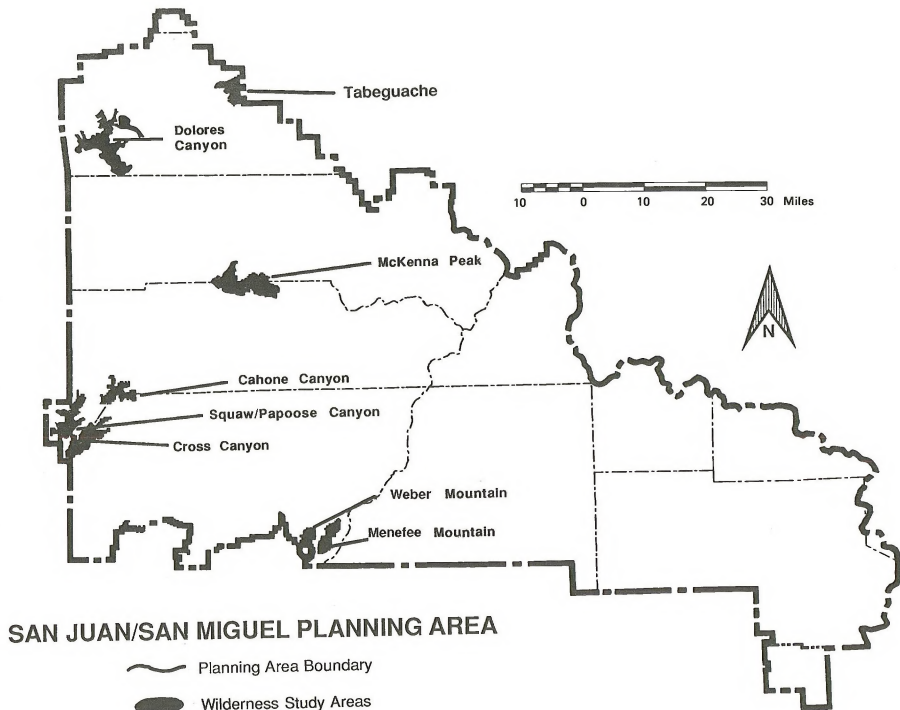 Tabeguache
Dolores
Canyon
10 0 10 20 30 Miles
McKenna Peak
N
Cahone Canyon
Squaw/Papoose Canyon
Cross Canyon
Weber Mountain
Menefee Mountain
SAN JUAN/SAN MIGUEL PLANNING AREA
Planning Area Boundary
Wilderness Study Areas